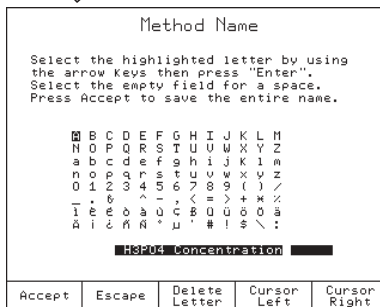 Method Name
Select the highlighted letter by using
the arrow Keys then press "Enter".
Select the empty field for a space.
Press Accept to save the entire name.
A B C D E F G H I J K L M
N O P Q R S T U V W X Y Z
a b c d e f g h i j k l m
n o p q r s t u v w x y z
0 1 2 3 4 5 6 7 8 9 ( ) /
H3PO4 Concentration
Accept
Escape
Delete
Letter
Cursor
Left
Cursor
Right